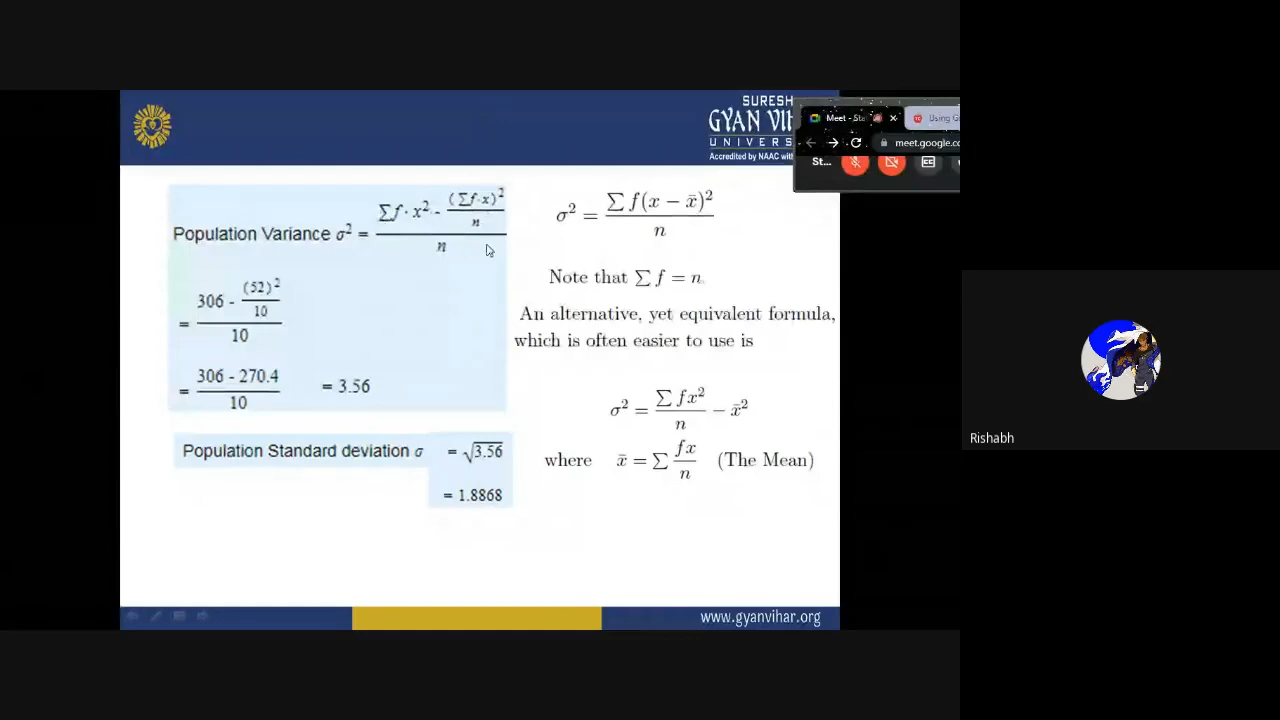 SURESH
GYAN VIH
UNIVERS
Accredited by NAAC with
Meet - Sta
Using G
meet.google.co
St...
Population Variance σ² = (∑f · x² - (∑f·x)²/n)/n
= (306 - (52)²/10)/10
= (306 - 270.4)/10 = 3.56
Population Standard deviation σ = √3.56
= 1.8868
σ² = ∑ f(x − x̄)²/n
Note that ∑ f = n.
An alternative, yet equivalent formula,
which is often easier to use is
σ² = ∑ fx²/n − x̄²
where x̄ = ∑ fx/n (The Mean)
www.gyanvihar.org
Rishabh